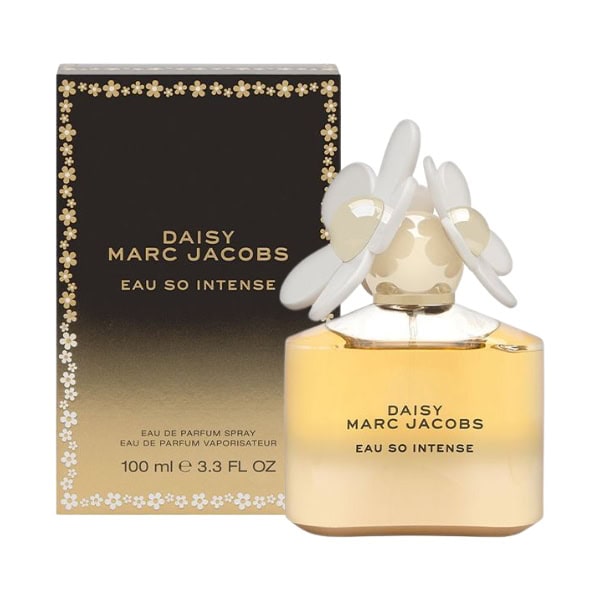 DAISY
MARC JACOBS
EAU SO INTENSE
EAU DE PARFUM SPRAY
EAU DE PARFUM VAPORISATEUR
100 ml ℮ 3.3 FL OZ
DAISY
MARC JACOBS
EAU SO INTENSE